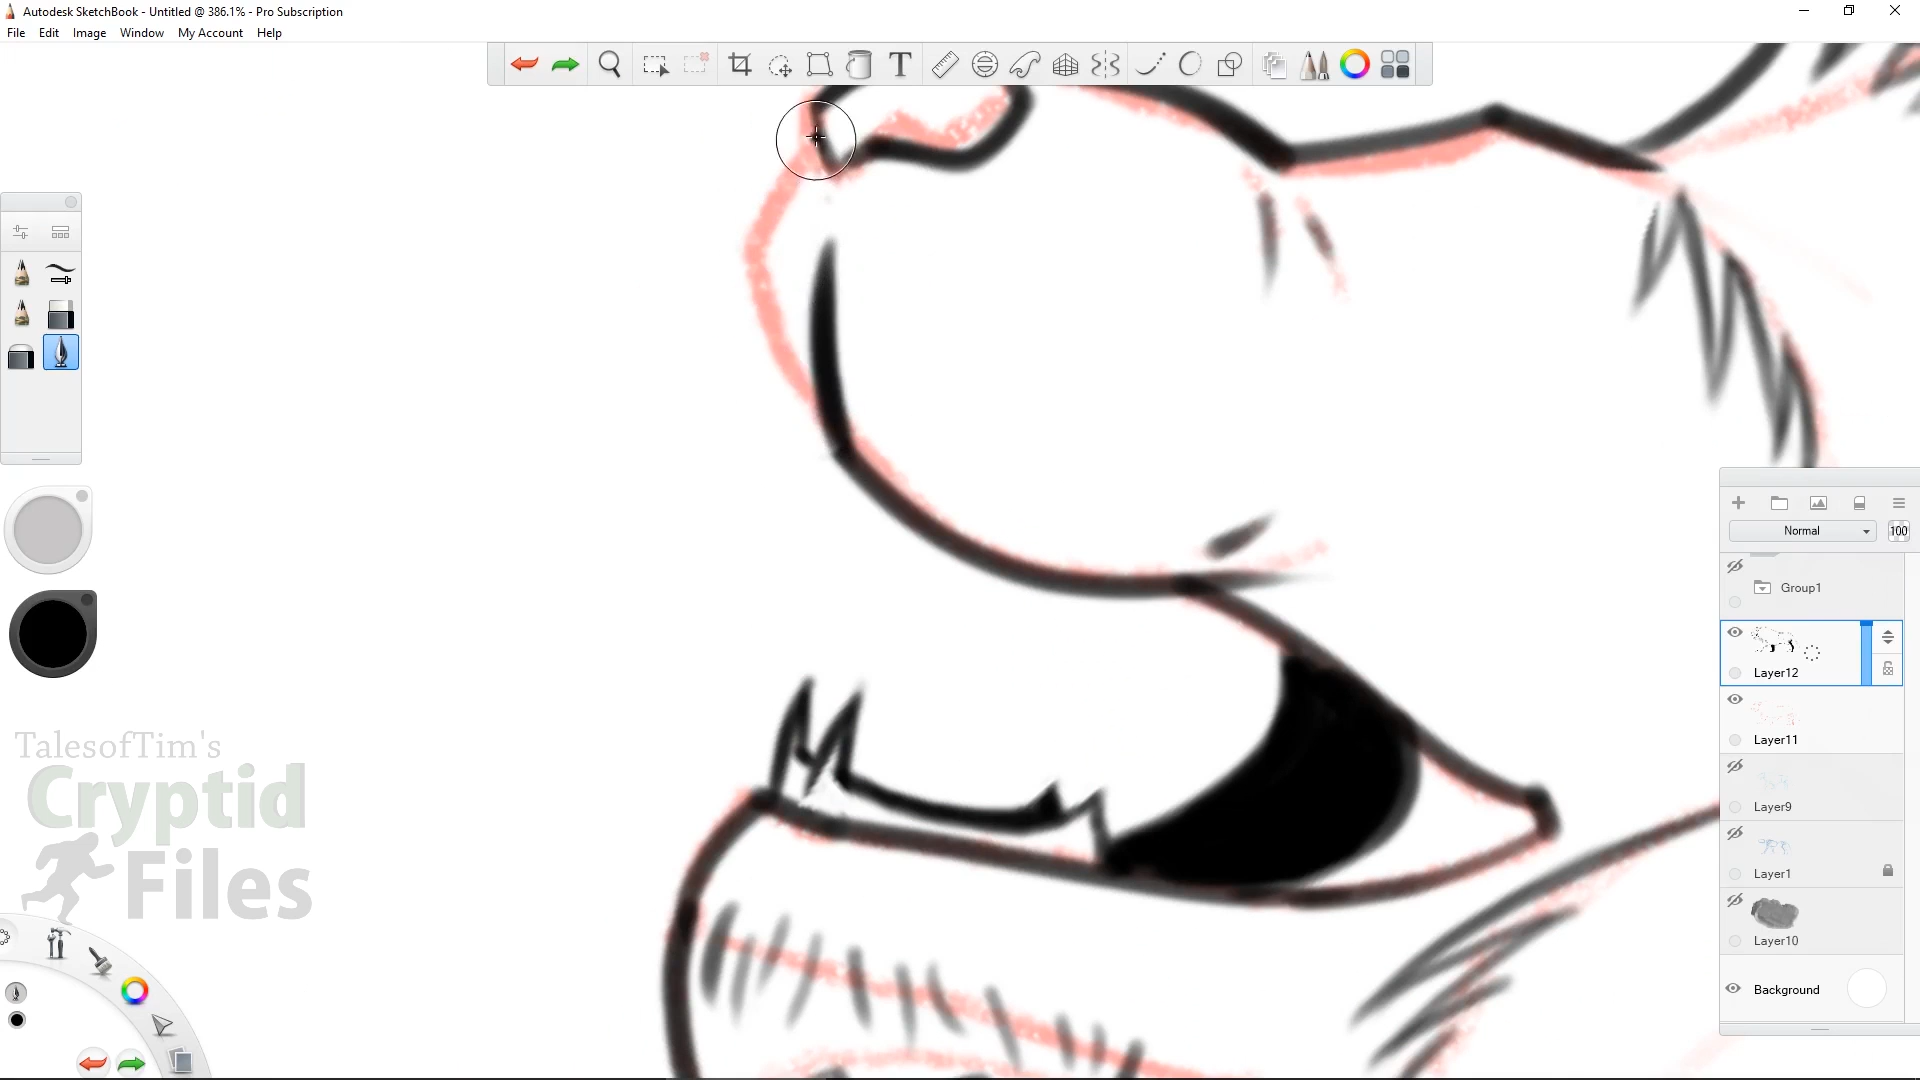 Autodesk SketchBook - Untitled @ 386.1% - Pro Subscription
File Edit Image Window My Account Help
T
Normal 100
Group1
Layer12
Layer11
Layer9
Layer1
Layer10
Background
TalesofTim's
Cryptid
Files